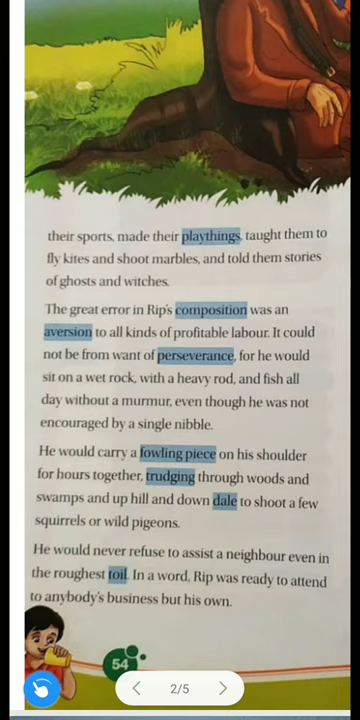 their sports, made their playthings, taught them to
fly kites and shoot marbles, and told them stories
of ghosts and witches.
The great error in Rip's composition was an
aversion to all kinds of profitable labour. It could
not be from want of perseverance, for he would
sit on a wet rock, with a heavy rod, and fish all
day without a murmur, even though he was not
encouraged by a single nibble.
He would carry a fowling piece on his shoulder
for hours together, trudging through woods and
swamps and up hill and down dale to shoot a few
squirrels or wild pigeons.
He would never refuse to assist a neighbour even in
the roughest toil. In a word, Rip was ready to attend
to anybody's business but his own.
54
2/5